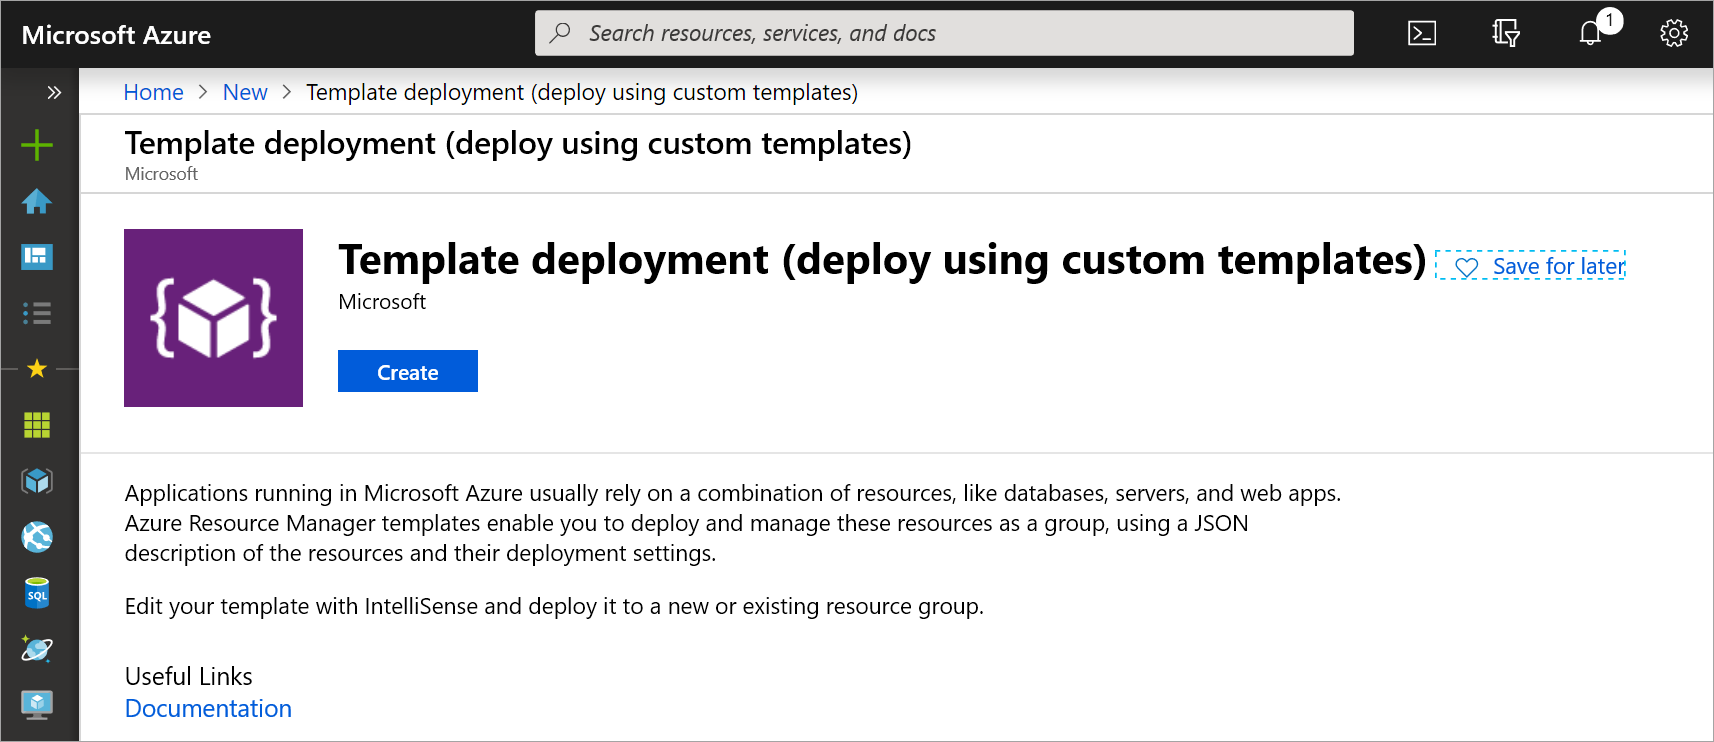 Microsoft Azure
Search resources, services, and docs
1
Home > New > Template deployment (deploy using custom templates)
Template deployment (deploy using custom templates)
Microsoft
Template deployment (deploy using custom templates)
Save for later
Microsoft
Create
Applications running in Microsoft Azure usually rely on a combination of resources, like databases, servers, and web apps.
Azure Resource Manager templates enable you to deploy and manage these resources as a group, using a JSON
description of the resources and their deployment settings.
SQL
Edit your template with IntelliSense and deploy it to a new or existing resource group.
Useful Links
Documentation